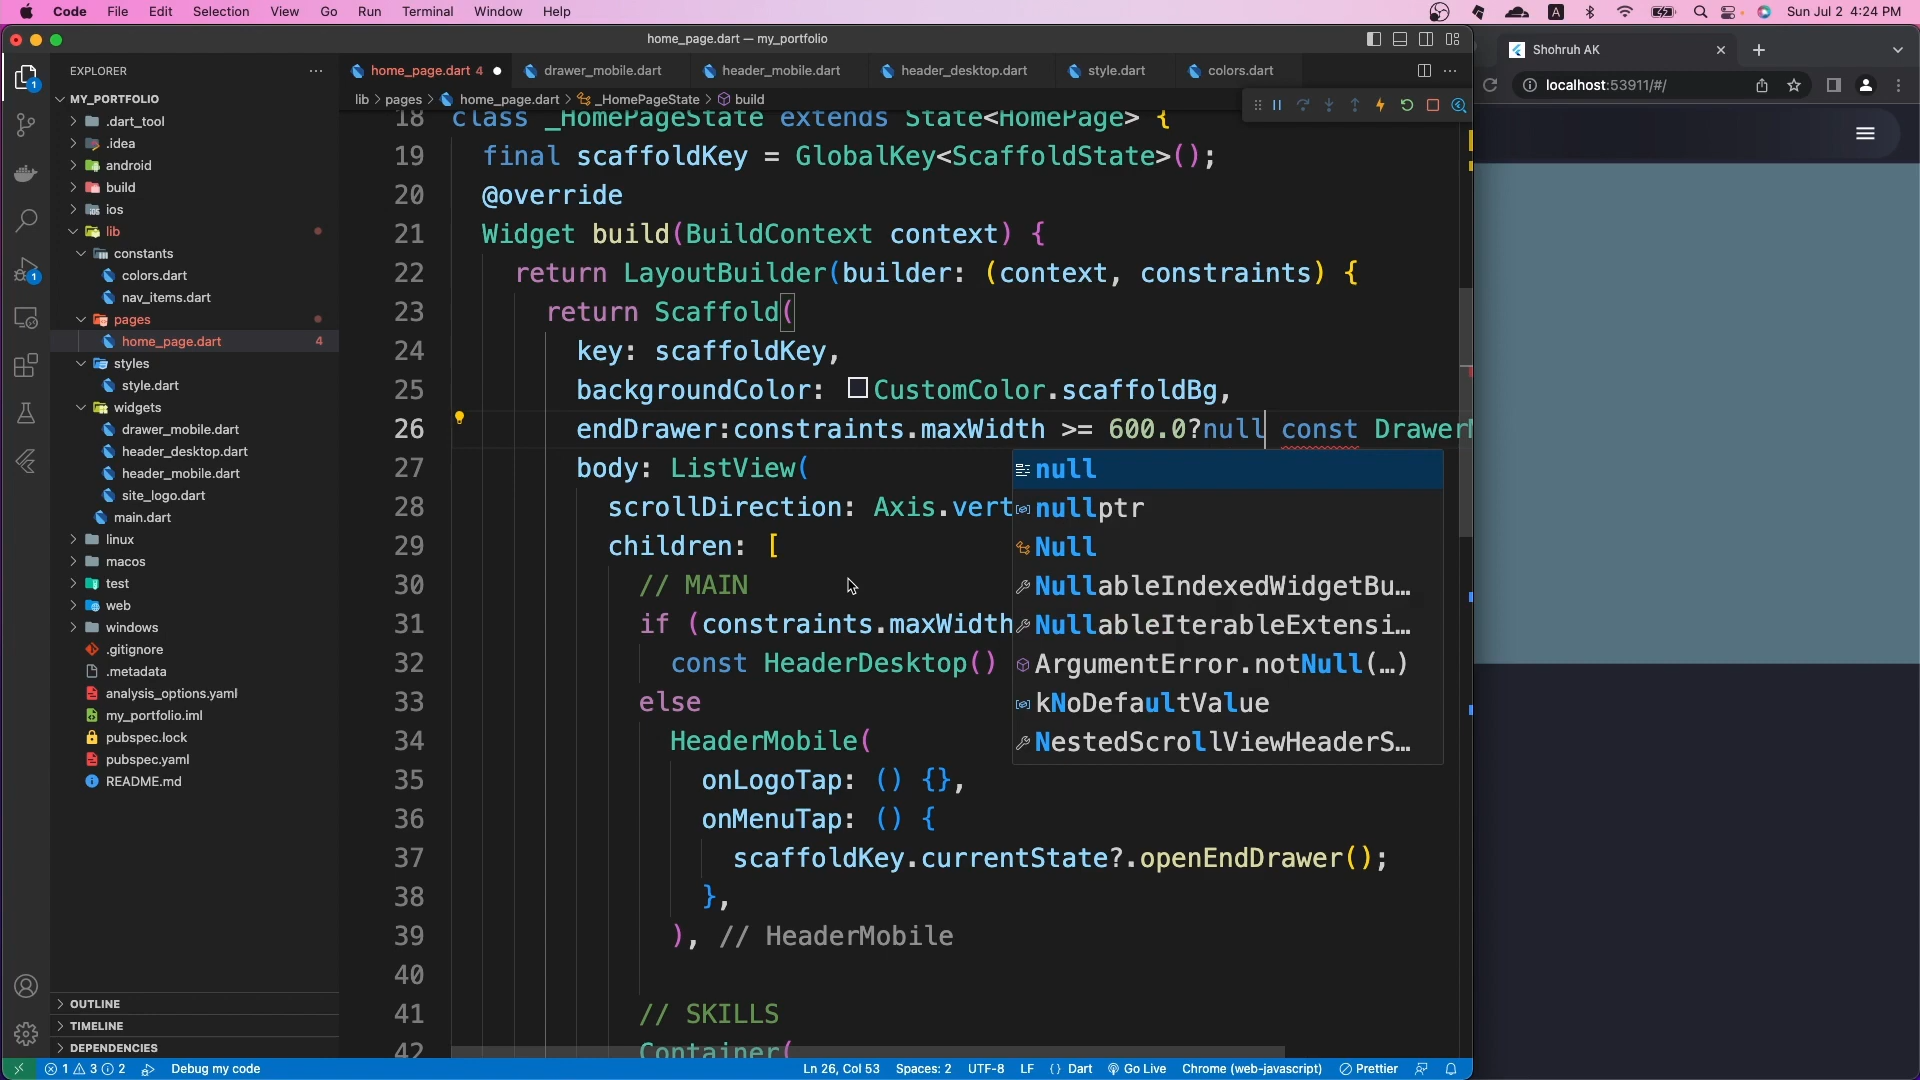 Code File Edit Selection View Go Run Terminal Window Help
A
Sun Jul 2 4:24 PM
home_page.dart — my_portfolio
EXPLORER
MY_PORTFOLIO
.dart_tool
.idea
android
build
ios
lib
constants
colors.dart
nav_items.dart
pages
home_page.dart 4
styles
style.dart
widgets
drawer_mobile.dart
header_desktop.dart
header_mobile.dart
site_logo.dart
main.dart
linux
macos
test
web
windows
.gitignore
.metadata
analysis_options.yaml
my_portfolio.iml
pubspec.lock
pubspec.yaml
README.md
OUTLINE
TIMELINE
DEPENDENCIES
1
1
home_page.dart 4 drawer_mobile.dart header_mobile.dart header_desktop.dart style.dart colors.dart
lib > pages > home_page.dart > _HomePageState > build
18 class _HomePageState extends State<HomePage> {
19 final scaffoldKey = GlobalKey<ScaffoldState>();
20 @override
21 Widget build(BuildContext context) {
22 return LayoutBuilder(builder: (context, constraints) {
23 return Scaffold(
24 key: scaffoldKey,
25 backgroundColor: CustomColor.scaffoldBg,
26 endDrawer:constraints.maxWidth >= 600.0?null const Drawer
27 body: ListView(
28 scrollDirection: Axis.vert
29 children: [
30 // MAIN
31 if (constraints.maxWidth
32 const HeaderDesktop()
33 else
34 HeaderMobile(
35 onLogoTap: () {},
36 onMenuTap: () {
37 scaffoldKey.currentState?.openEndDrawer();
38 },
39 ), // HeaderMobile
40
41 // SKILLS
42 Container(
null
nullptr
Null
NullableIndexedWidgetBu…
NullableIterableExtensi…
ArgumentError.notNull(…)
kNoDefaultValue
NestedScrollViewHeaderS…
1 3 2 Debug my code Ln 26, Col 53 Spaces: 2 UTF-8 LF {} Dart Go Live Chrome (web-javascript) Prettier
Shohruh AK
localhost:53911/#/